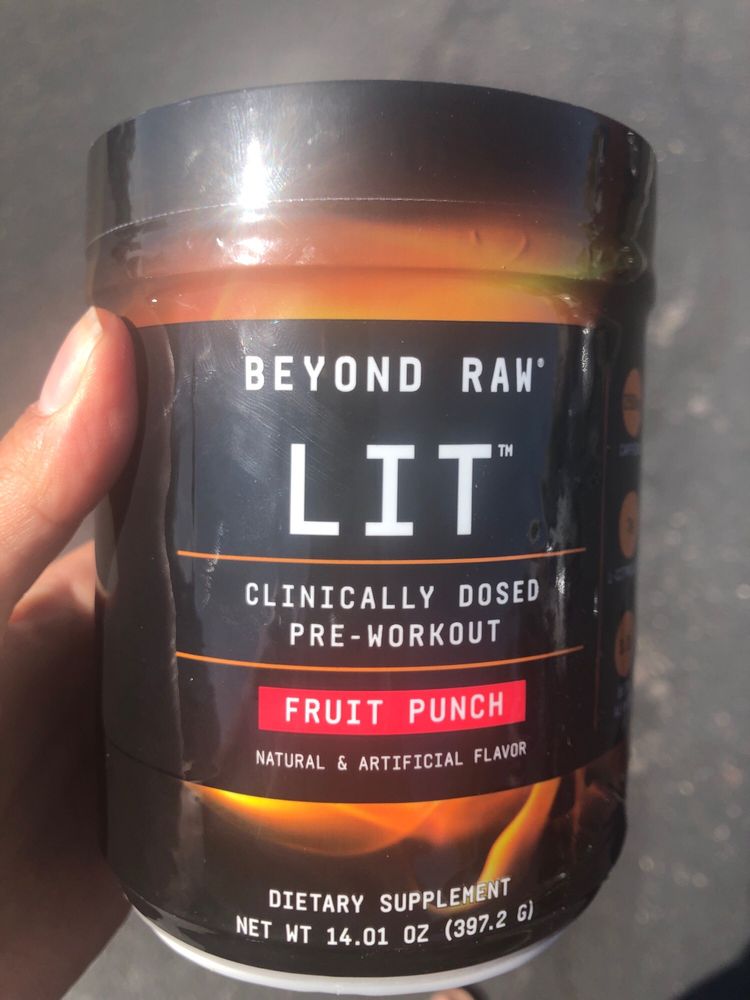 BEYOND RAW®
LIT™
CLINICALLY DOSED
PRE-WORKOUT
FRUIT PUNCH
NATURAL & ARTIFICIAL FLAVOR
DIETARY SUPPLEMENT
NET WT 14.01 OZ (397.2 G)